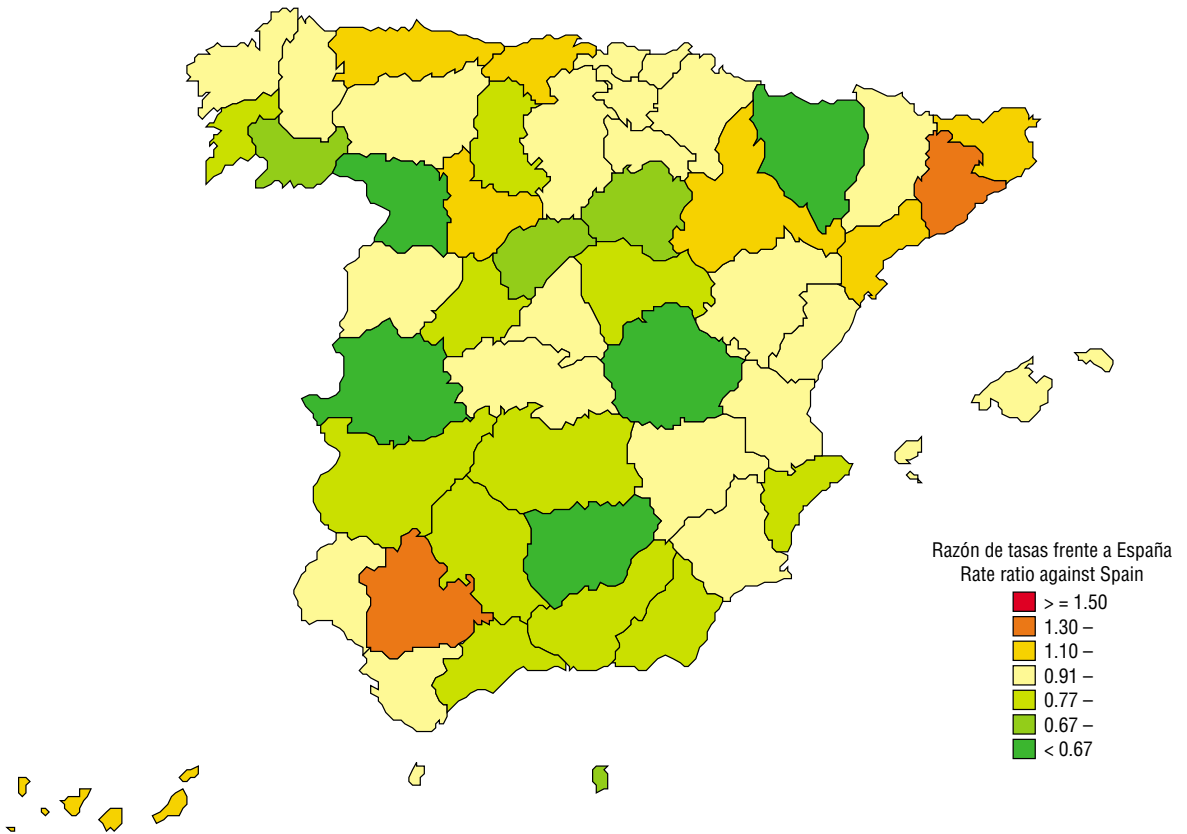 Razón de tasas frente a España
Rate ratio against Spain
> = 1.50
1.30 –
1.10 –
0.91 –
0.77 –
0.67 –
< 0.67